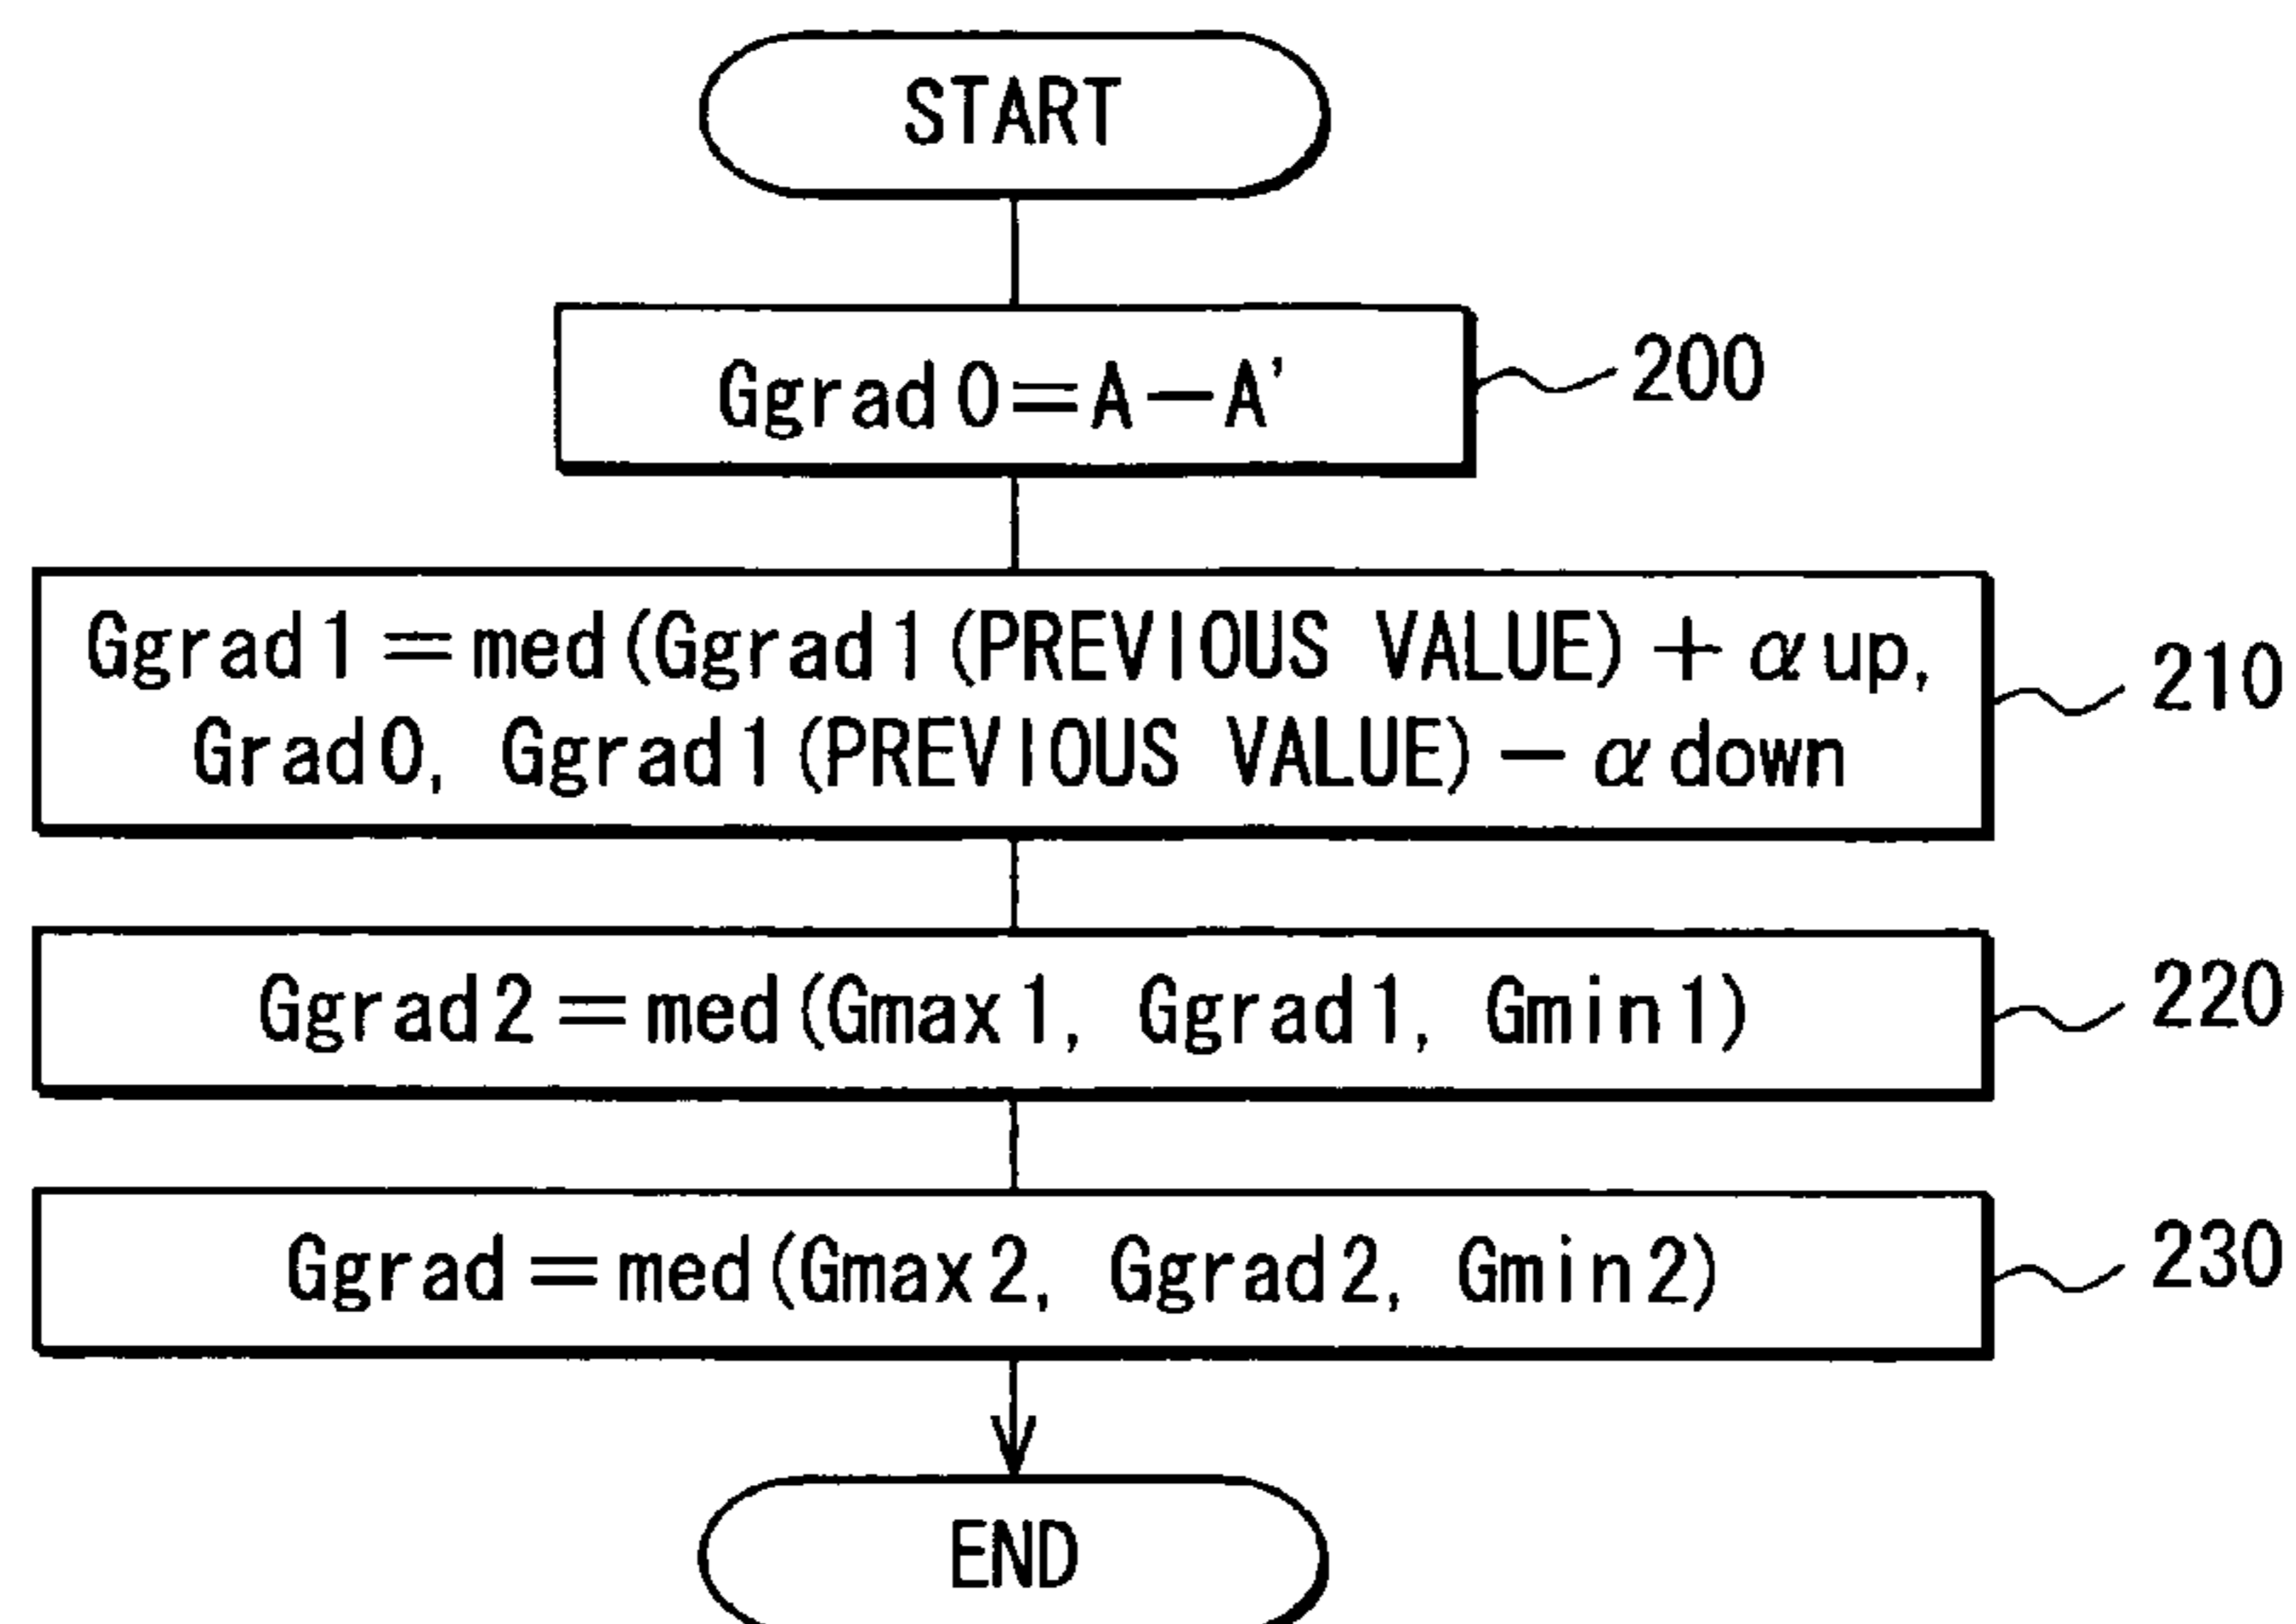 START
Ggrad0=A-A'
200
Ggrad1=med(Ggrad1(PREVIOUS VALUE)+αup,
Grad0, Ggrad1(PREVIOUS VALUE)-αdown
210
Ggrad2=med(Gmax1, Ggrad1, Gmin1)
220
Ggrad=med(Gmax2, Ggrad2, Gmin2)
230
END